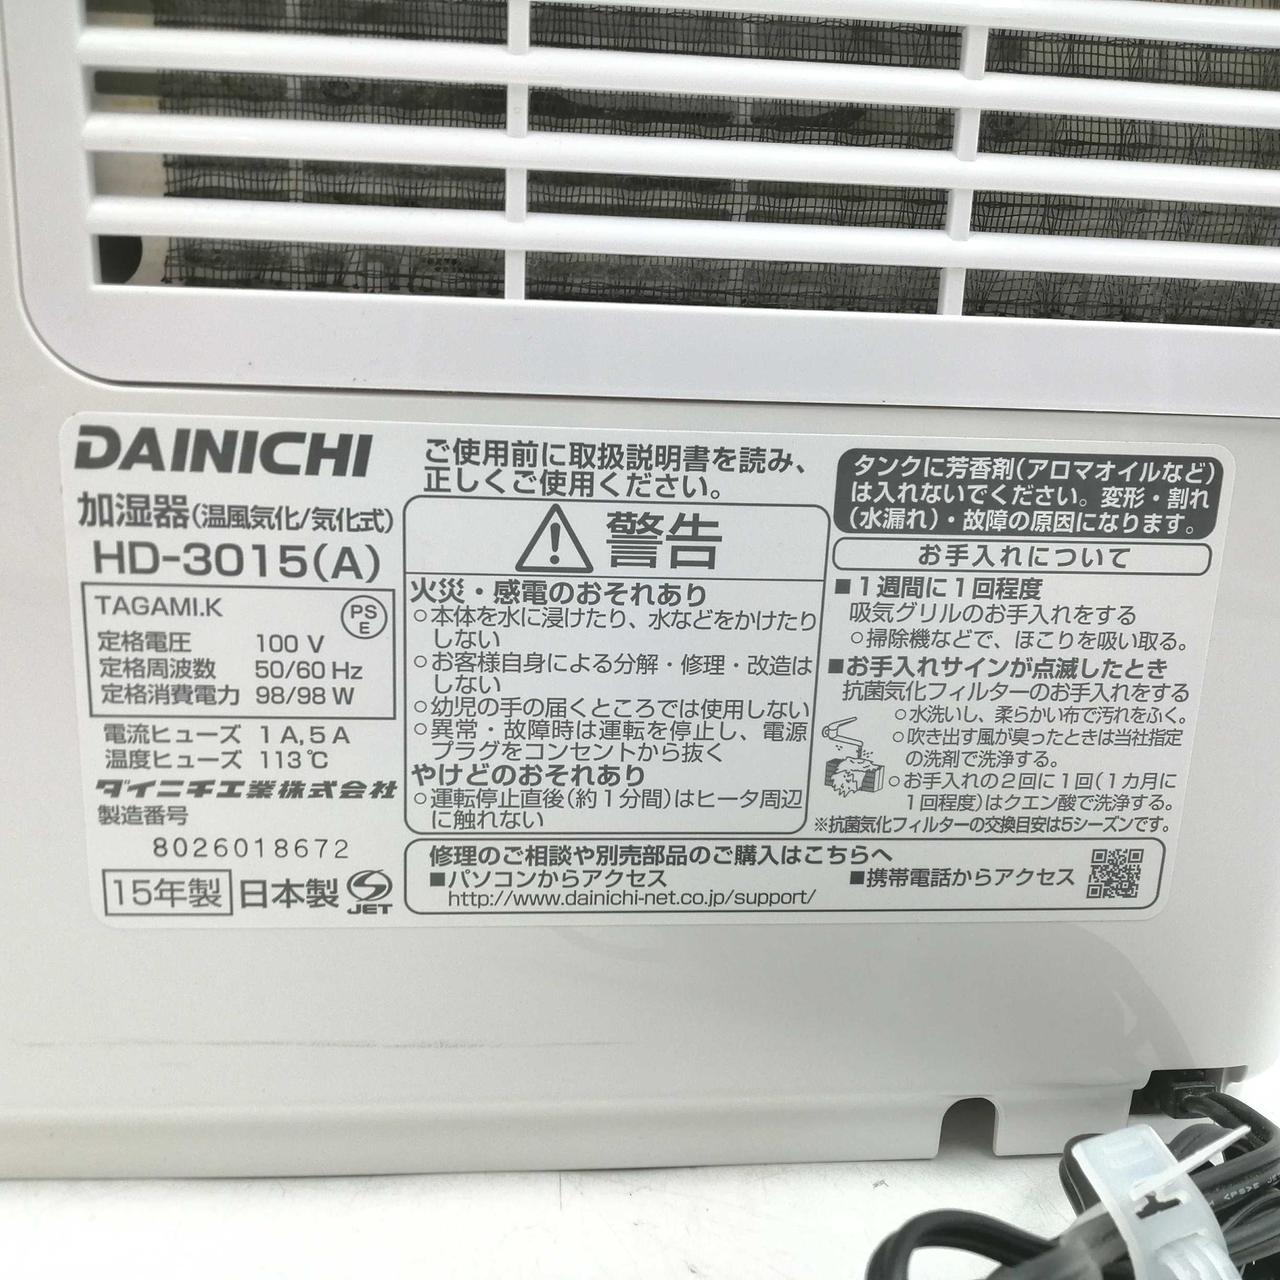 DAINICHI
加湿器(温風気化/気化式)
HD-3015(A)
TAGAMI.K
PS
E
定格電圧 100 V
定格周波数 50/60 Hz
定格消費電力 98/98 W
電流ヒューズ 1 A, 5 A
温度ヒューズ 113℃
ダイニチ工業株式会社
製造番号
8026018672
15年製 日本製 JET
ご使用前に取扱説明書を読み、
正しくご使用ください。
警告
火災・感電のおそれあり
○本体を水に浸けたり、水などをかけたり
しない
○お客様自身による分解・修理・改造は
しない
○幼児の手の届くところでは使用しない
○異常・故障時は運転を停止し、電源
プラグをコンセントから抜く
やけどのおそれあり
○運転停止直後(約1分間)はヒータ周辺
に触れない
タンクに芳香剤(アロマオイルなど)
は入れないでください。変形・割れ
(水漏れ)・故障の原因になります。
お手入れについて
■1週間に1回程度
吸気グリルのお手入れをする
○掃除機などで、ほこりを吸い取る。
■お手入れサインが点滅したとき
抗菌気化フィルターのお手入れをする
○水洗いし、柔らかい布で汚れをふく。
○吹き出す風が臭ったときは当社指定
の洗剤で洗浄する。
○お手入れの2回に1回(1カ月に
1回程度)はクエン酸で洗浄する。
※抗菌気化フィルターの交換目安は5シーズンです。
修理のご相談や別売部品のご購入はこちらへ
■パソコンからアクセス
http://www.dainichi-net.co.jp/support/
■携帯電話からアクセス